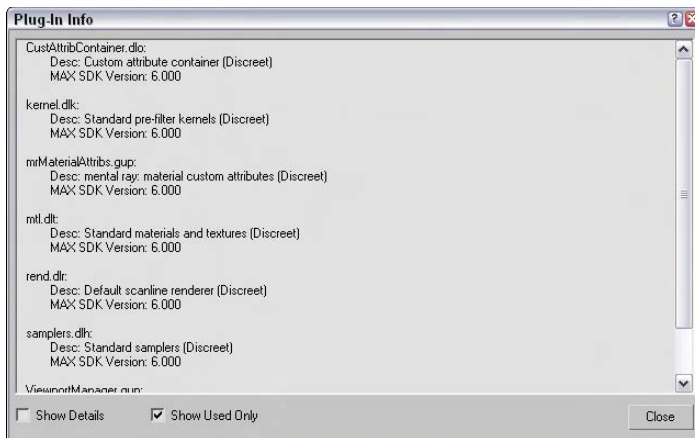 Plug-In Info
CustAttribContainer.dlo:
Desc: Custom attribute container (Discreet)
MAX SDK Version: 6.000
kernel.dlk:
Desc: Standard pre-filter kernels (Discreet)
MAX SDK Version: 6.000
mrMaterialAttribs.gup:
Desc: mental ray: material custom attributes (Discreet)
MAX SDK Version: 6.000
mtl.dlt:
Desc: Standard materials and textures (Discreet)
MAX SDK Version: 6.000
rend.dlr:
Desc: Default scanline renderer (Discreet)
MAX SDK Version: 6.000
samplers.dlh:
Desc: Standard samplers (Discreet)
MAX SDK Version: 6.000
ViewportManager.gup:
Show Details
Show Used Only
Close